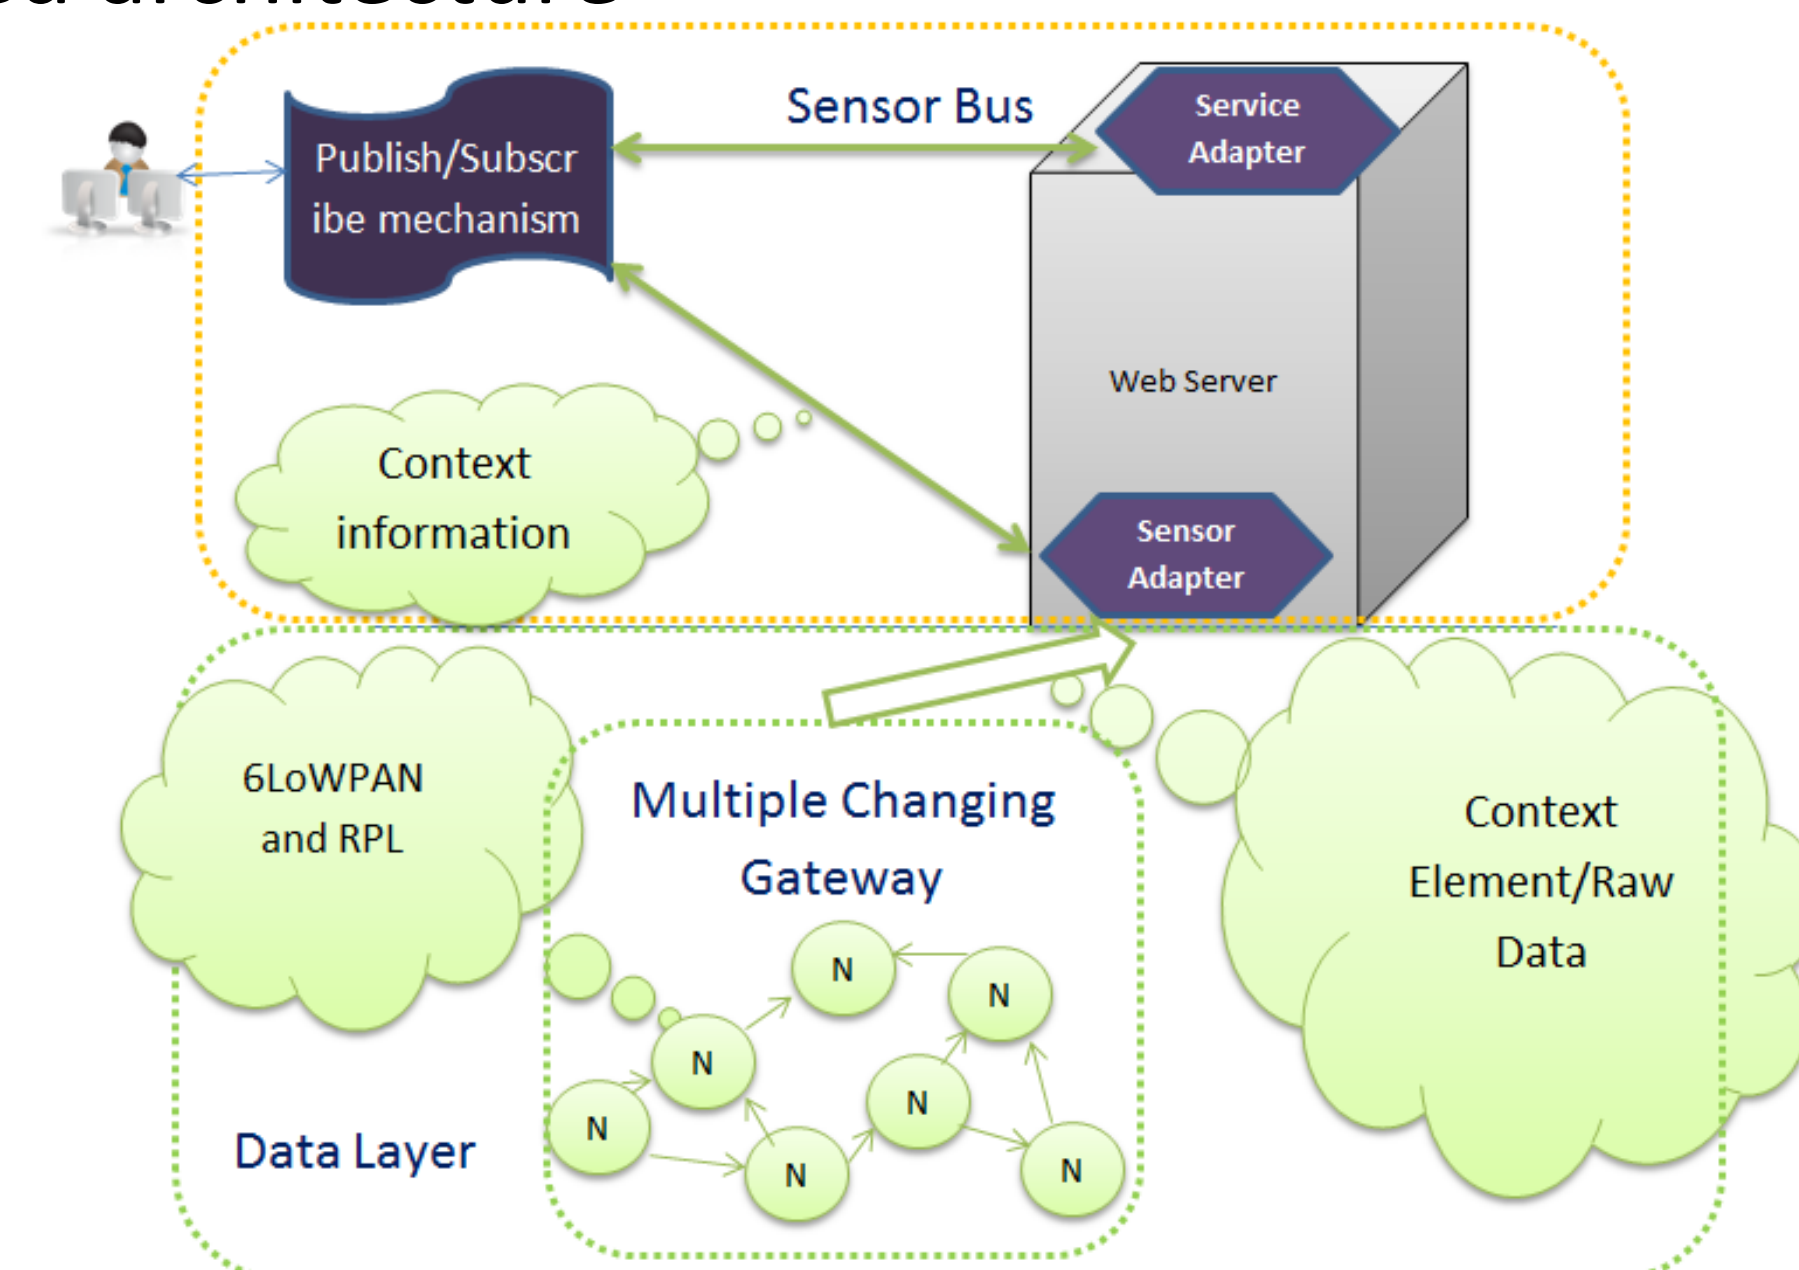 architecture
Sensor Bus
Service
Adapter
Publish/Subscr
ibe mechanism
Web Server
Context
information
Sensor
Adapter
6LoWPAN
and RPL
Multiple Changing
Gateway
Context
Element/Raw
Data
N
N
N
N
N
N
N
Data Layer